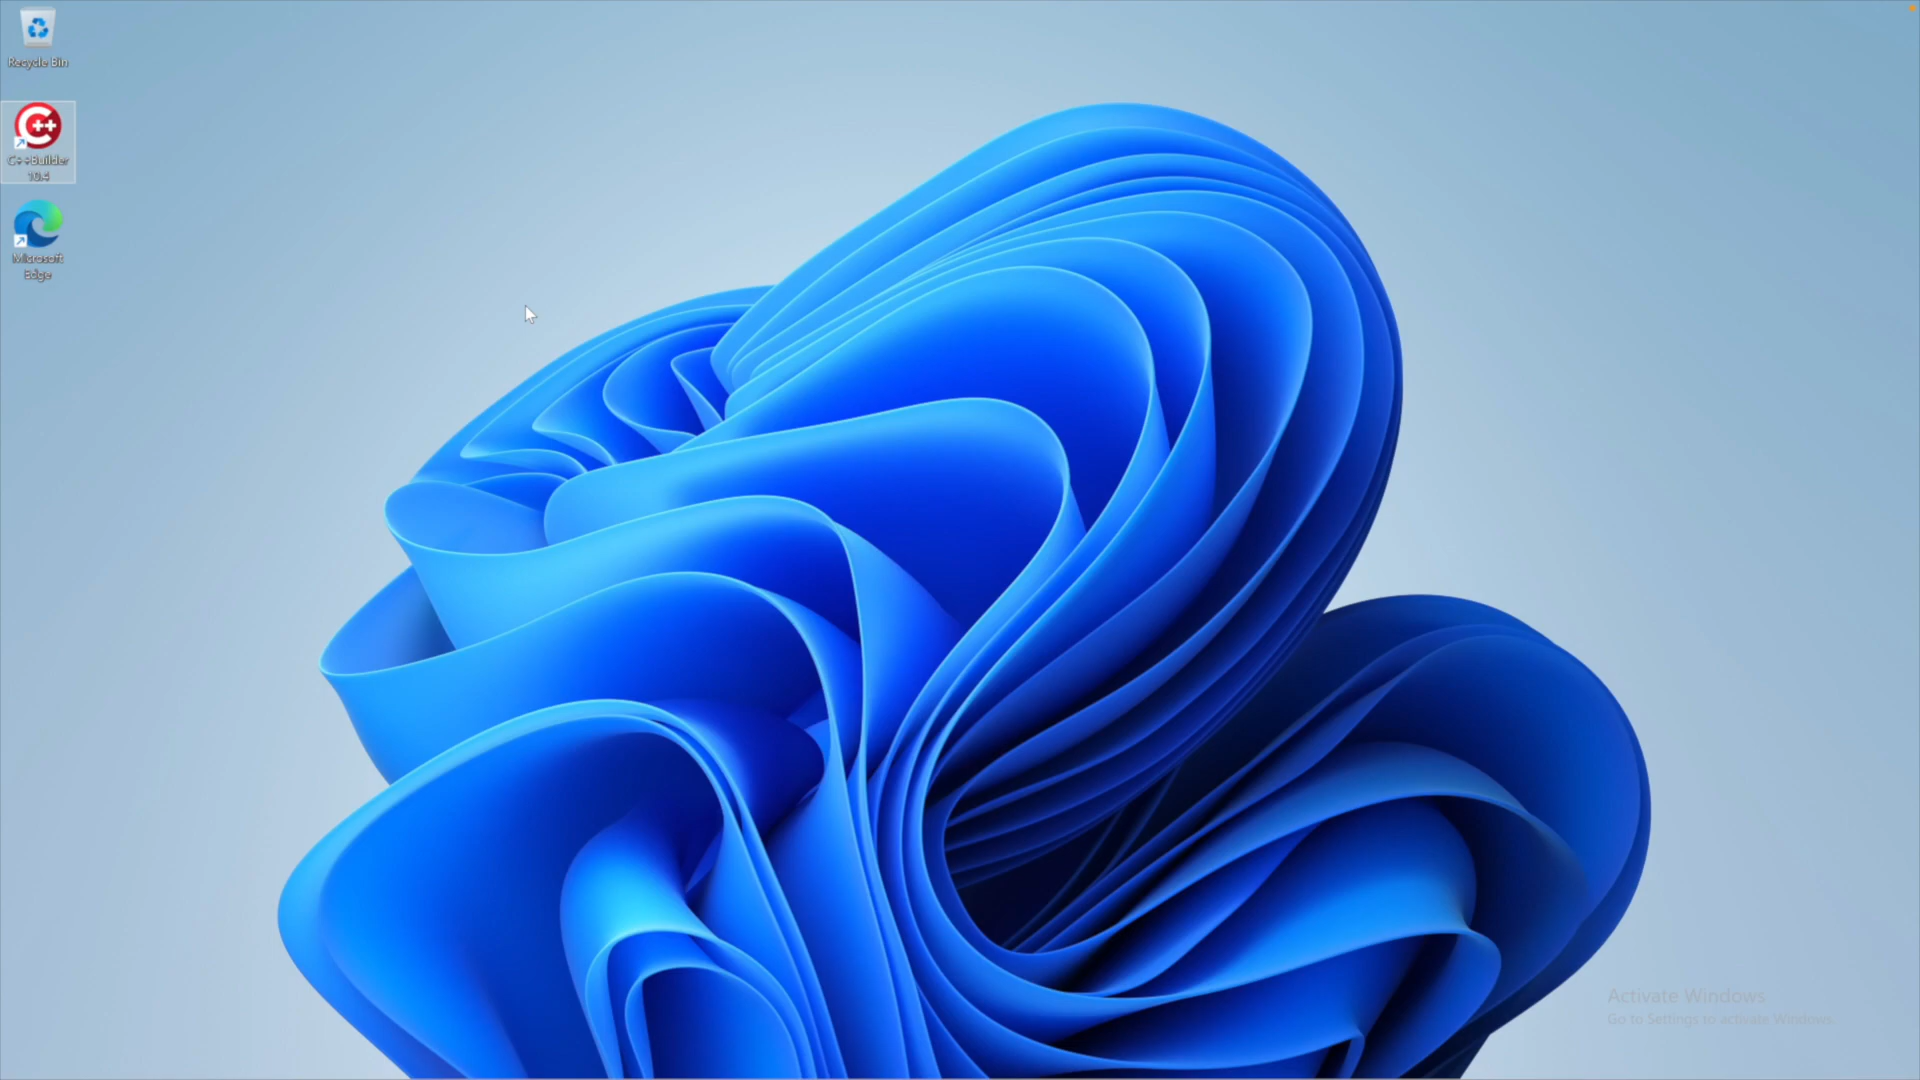 Recycle Bin
C++
C++Builder
10.4
Microsoft
Edge
Activate Windows
Go to Settings to activate Windows.